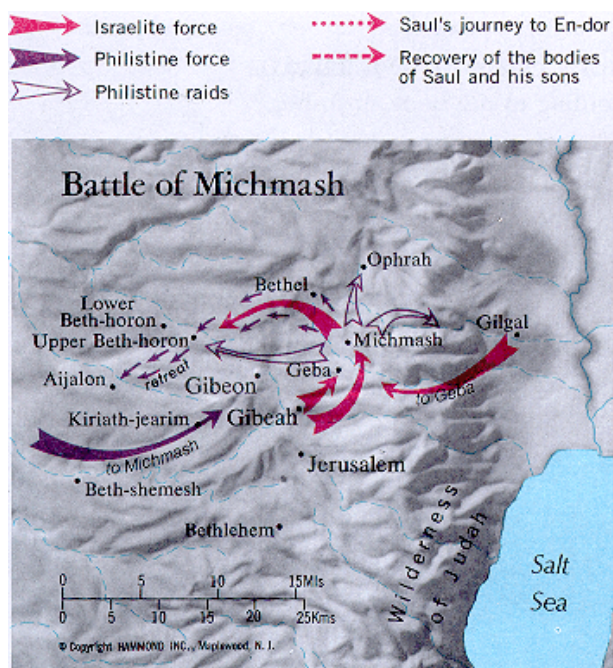 Israelite force
Philistine force
Philistine raids
Saul's journey to En-dor
Recovery of the bodies
of Saul and his sons
Battle of Michmash
Ophrah
Bethel
Lower
Beth-horon
Upper Beth-horon
Gilgal
Michmash
Geba
Aijalon
retreat
Gibeon
to Geba
Kiriath-jearim
Gibeah
to Michmash
Jerusalem
Beth-shemesh
Bethlehem
Wilderness
of Judah
Salt
Sea
0 5 10 15Mls
0 5 10 15 20 25Kms
© Copyright HAMMOND INC., Maplewood, N. J.